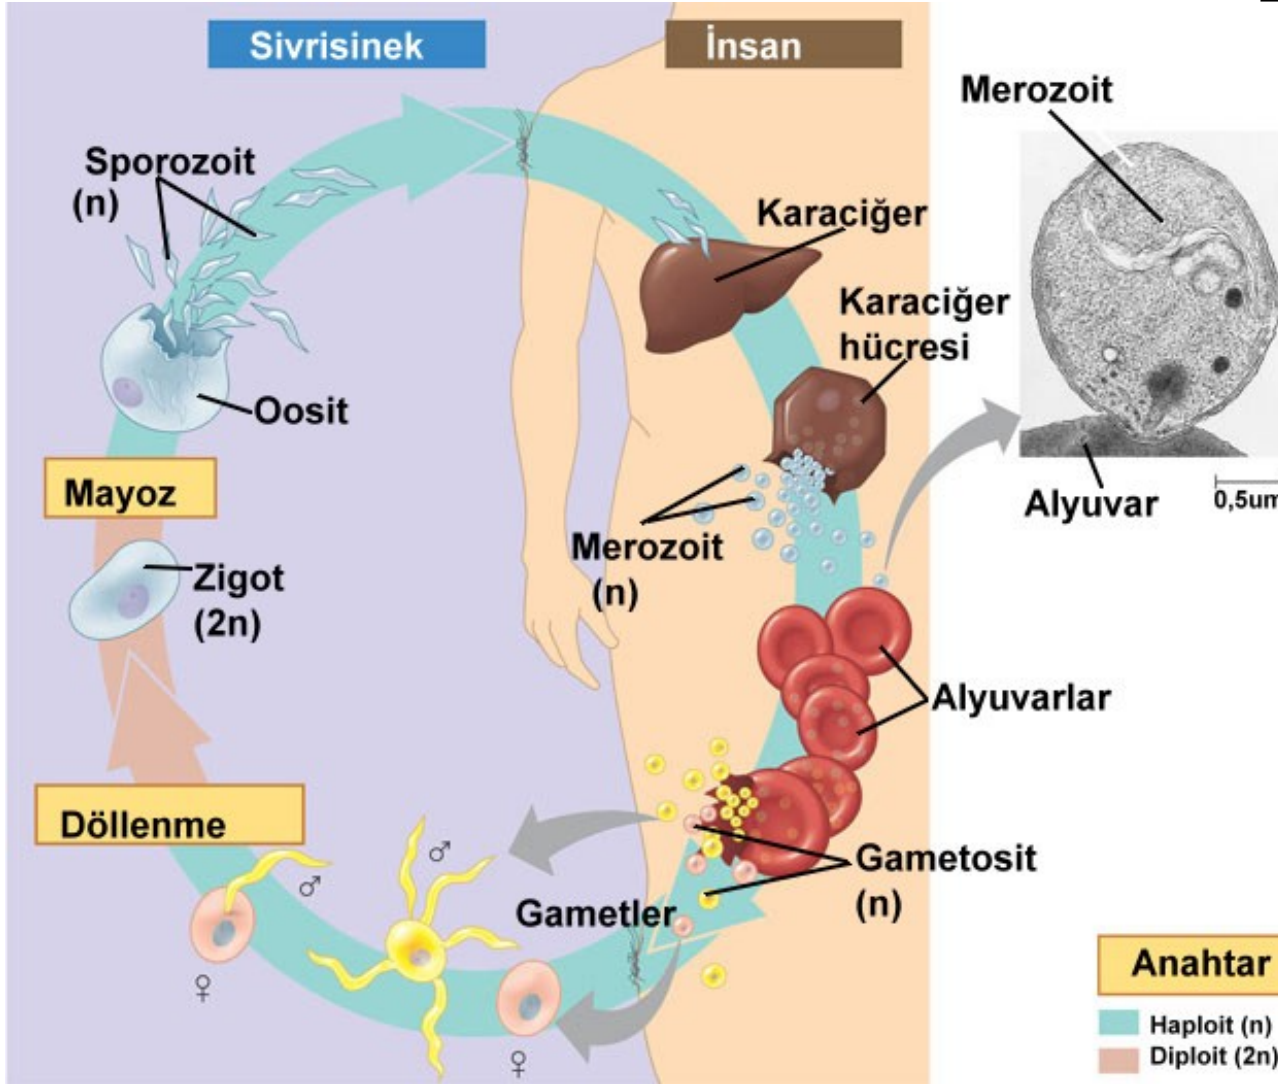 Sivrisinek
İnsan
Merozoit
Sporozoit
(n)
Karaciğer
Karaciğer
hücresi
Oosit
Mayoz
Alyuvar
0,5um
Merozoit
(n)
Zigot
(2n)
Alyuvarlar
Döllenme
♂
♂
Gametosit
(n)
Gametler
♀
♀
Anahtar
Haploit (n)
Diploit (2n)